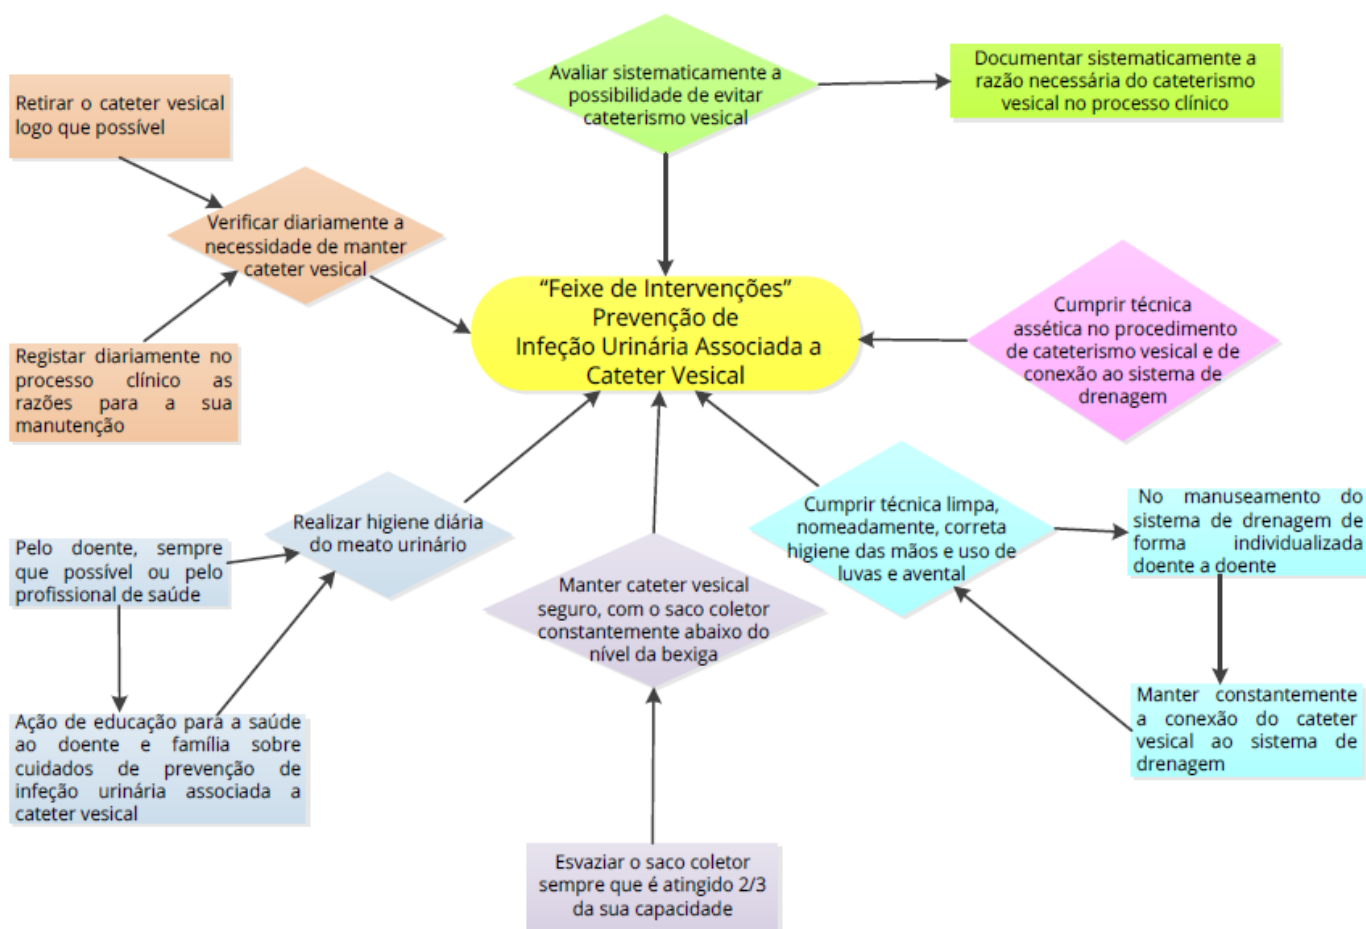 Avaliar sistematicamente a
possibilidade de evitar
cateterismo vesical
Documentar sistematicamente a
razão necessária do cateterismo
vesical no processo clínico
Retirar o cateter vesical
logo que possível
Verificar diariamente a
necessidade de manter
cateter vesical
Registar diariamente no
processo clínico as
razões para a sua
manutenção
“Feixe de Intervenções”
Prevenção de
Infeção Urinária Associada a
Cateter Vesical
Cumprir técnica
assética no procedimento
de cateterismo vesical e de
conexão ao sistema de
drenagem
Realizar higiene diária
do meato urinário
Pelo doente, sempre
que possível ou pelo
profissional de saúde
Ação de educação para a saúde
ao doente e família sobre
cuidados de prevenção de
infeção urinária associada a
cateter vesical
Manter cateter vesical
seguro, com o saco coletor
constantemente abaixo do
nível da bexiga
Esvaziar o saco coletor
sempre que é atingido 2/3
da sua capacidade
Cumprir técnica limpa,
nomeadamente, correta
higiene das mãos e uso de
luvas e avental
No manuseamento do
sistema de drenagem de
forma individualizada
doente a doente
Manter constantemente
a conexão do cateter
vesical ao sistema de
drenagem